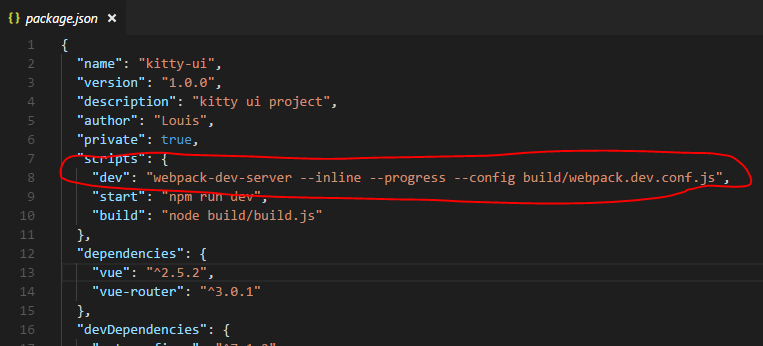 {} package.json ×
1 {
2 "name": "kitty-ui",
3 "version": "1.0.0",
4 "description": "kitty ui project",
5 "author": "Louis",
6 "private": true,
7 "scripts": {
8 "dev": "webpack-dev-server --inline --progress --config build/webpack.dev.conf.js",
9 "start": "npm run dev",
10 "build": "node build/build.js"
11 },
12 "dependencies": {
13 "vue": "^2.5.2",
14 "vue-router": "^3.0.1"
15 },
16 "devDependencies": {